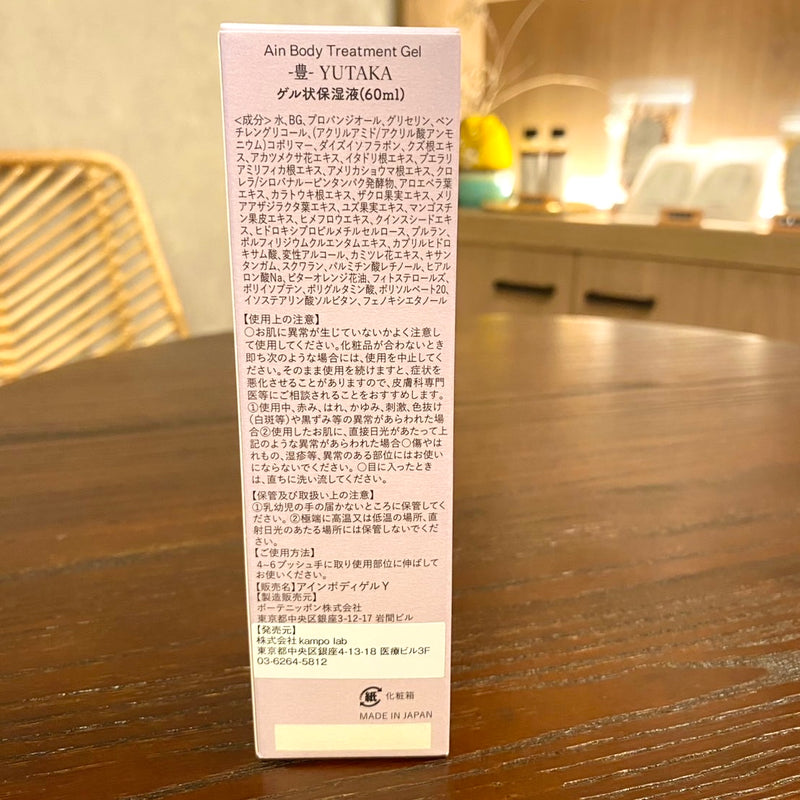 Ain Body Treatment Gel
-豊- YUTAKA
ゲル状保湿液(60ml)
<成分> 水、BG、プロパンジオール、グリセリン、ペン
チレングリコール、(アクリルアミド/アクリル酸アンモ
ニウム)コポリマー、ダイズイソフラボン、クズ根エキ
ス、アカツメクサ花エキス、イタドリ根エキス、プエラリ
アミリフィカ根エキス、アメリカショウマ根エキス、クロ
レラ/シロバナルーピンタンパク発酵物、アロエベラ葉
エキス、カラトウキ根エキス、ザクロ果実エキス、メリ
アアザジラクタ葉エキス、ユズ果実エキス、マンゴスチ
ン果皮エキス、ヒメフウロエキス、クインスシードエキ
ス、ヒドロキシプロピルメチルセルロース、プルラン、
ポルフィリジウムクルエンタムエキス、カプリルヒドロ
キサム酸、変性アルコール、カミツレ花エキス、キサン
タンガム、スクワラン、パルミチン酸レチノール、ヒアル
ロン酸Na、ビターオレンジ花油、フィトステロールズ、
ポリイソプテン、ポリグルタミン酸、ポリソルベート20、
イソステアリン酸ソルビタン、フェノキシエタノール
【使用上の注意】
○お肌に異常が生じていないかよく注意し
て使用してください。化粧品が合わないとき
即ち次のような場合には、使用を中止してくだ
さい。そのまま使用を続けますと、症状を
悪化させることがありますので、皮膚科専門
医等にご相談されることをおすすめします。
①使用中、赤み、はれ、かゆみ、刺激、色抜け
(白斑等)や黒ずみ等の異常があらわれた場
合②使用したお肌に、直接日光があたって上
記のような異常があらわれた場合○傷やは
れもの、湿疹等、異常のある部位にはお使い
にならないでください。○目に入ったとき
は、直ちに洗い流してください。
【保管及び取扱い上の注意】
①乳幼児の手の届かないところに保管してく
ださい。②極端に高温又は低温の場所、直
射日光のあたる場所には保管しないでくだ
さい。
【ご使用方法】
4~6プッシュ手に取り使用部位に伸ばして
お使いください。
【販売名】アインボディゲルY
【製造販売元】
ボーテニッポン株式会社
東京都中央区銀座3-12-17 岩間ビル
【発売元】
株式会社kampo lab
東京都中央区銀座4-13-18 医療ビル3F
03-6264-5812
紙 化粧箱
MADE IN JAPAN